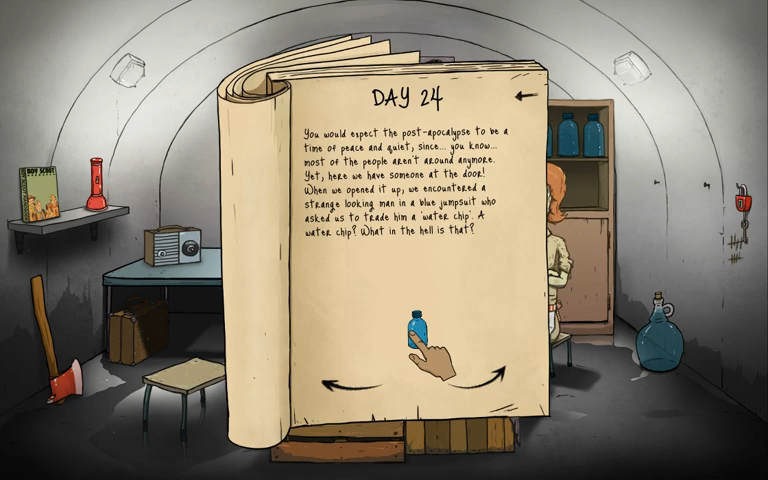 DAY 24
You would expect the post-apocalypse to be a
time of peace and quiet, since... you know...
most of the people aren't around anymore.
Yet, here we have someone at the door!
When we opened it up, we encountered a
strange looking man in a blue jumpsuit who
asked us to trade him a 'water chip'. A
water chip? What in the hell is that?
BOY SCOUT